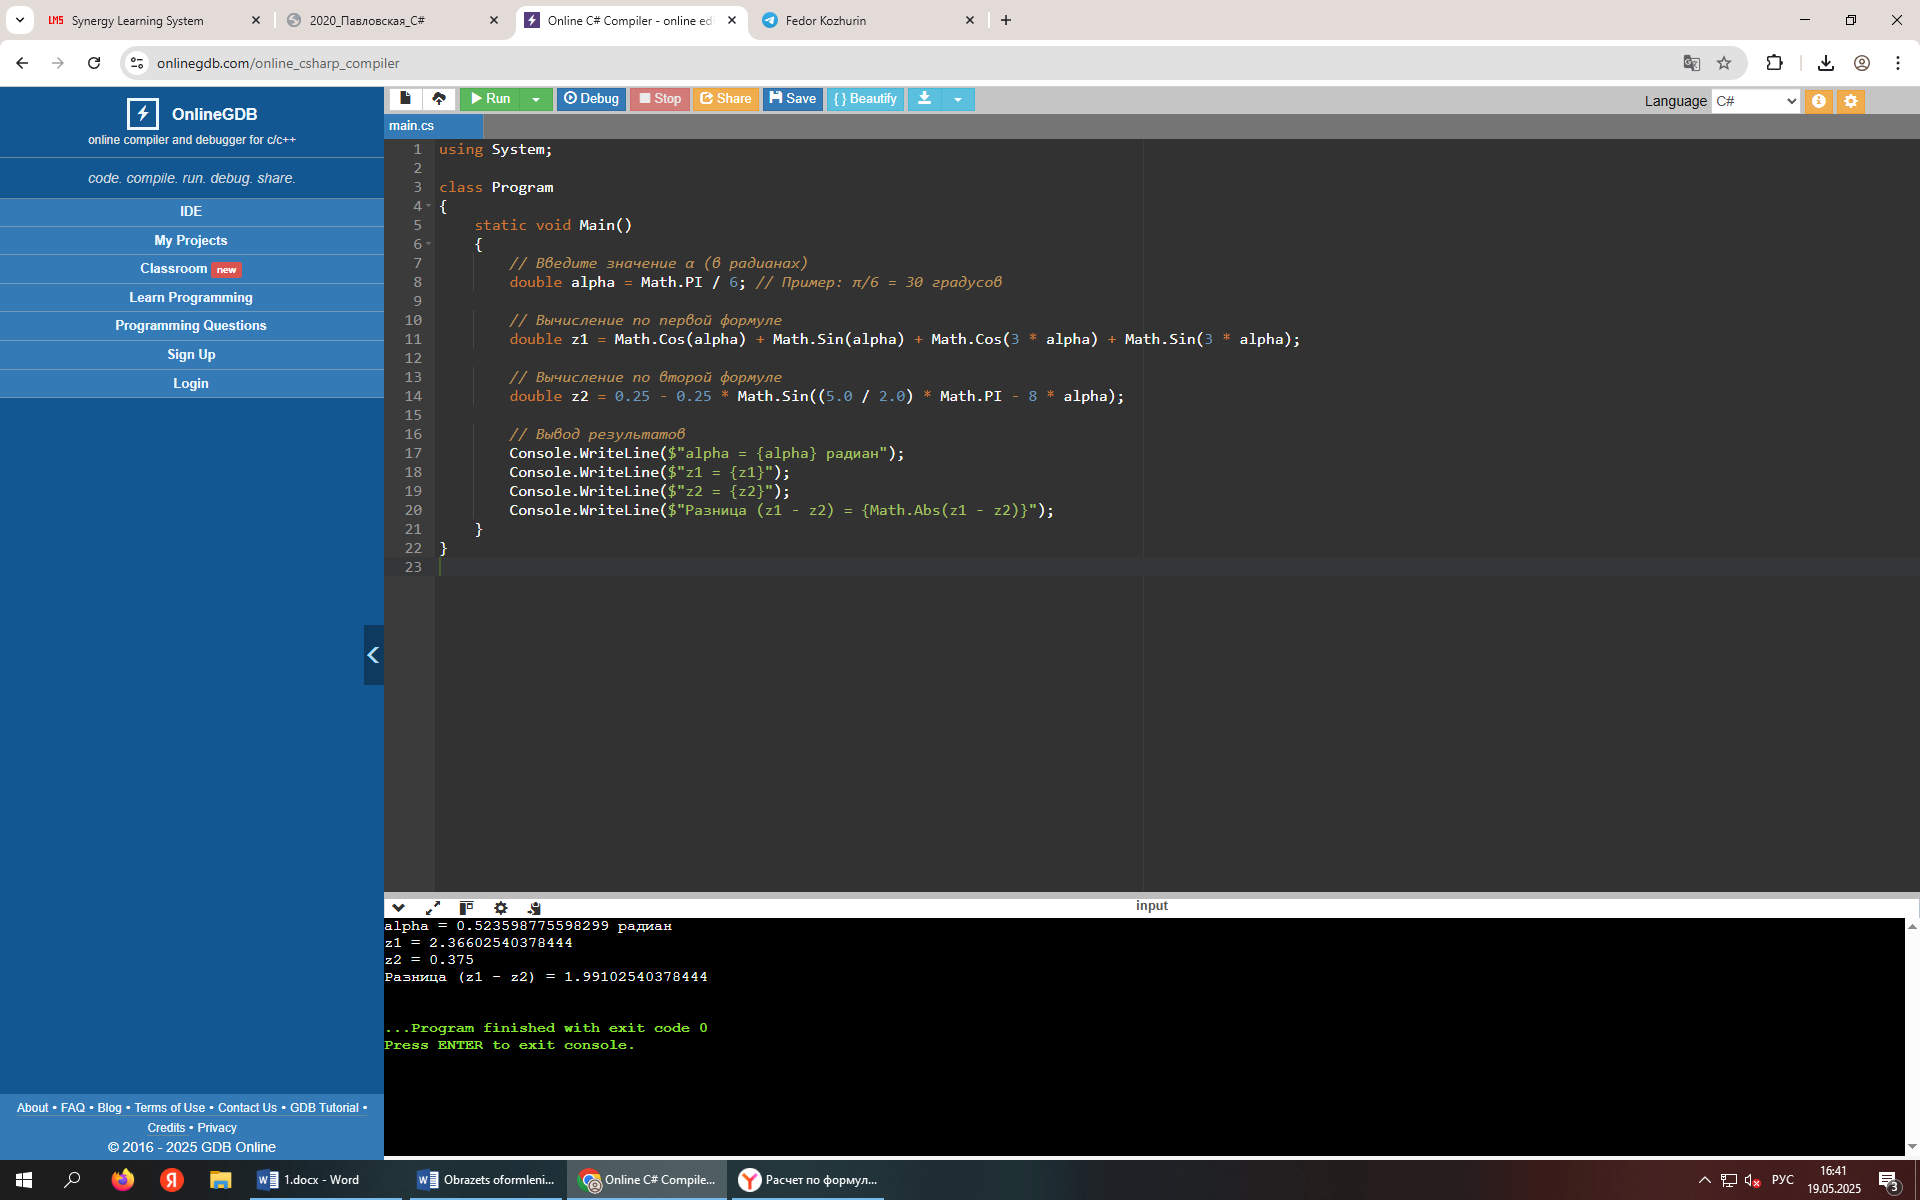 Synergy Learning System
2020_Павловская_C#
Online C# Compiler - online edi
Fedor Kozhurin
onlinegdb.com/online_csharp_compiler
OnlineGDB
online compiler and debugger for c/c++
code. compile. run. debug. share.
IDE
My Projects
Classroom new
Learn Programming
Programming Questions
Sign Up
Login
About • FAQ • Blog • Terms of Use • Contact Us • GDB Tutorial •
Credits • Privacy
© 2016 - 2025 GDB Online
Run
Debug
Stop
Share
Save
{ } Beautify
Language C#
main.cs
1 using System;
2
3 class Program
4 {
5 static void Main()
6 {
7 // Введите значение α (в радианах)
8 double alpha = Math.PI / 6; // Пример: π/6 = 30 градусов
9
10 // Вычисление по первой формуле
11 double z1 = Math.Cos(alpha) + Math.Sin(alpha) + Math.Cos(3 * alpha) + Math.Sin(3 * alpha);
12
13 // Вычисление по второй формуле
14 double z2 = 0.25 - 0.25 * Math.Sin((5.0 / 2.0) * Math.PI - 8 * alpha);
15
16 // Вывод результатов
17 Console.WriteLine($"alpha = {alpha} радиан");
18 Console.WriteLine($"z1 = {z1}");
19 Console.WriteLine($"z2 = {z2}");
20 Console.WriteLine($"Разница (z1 - z2) = {Math.Abs(z1 - z2)}");
21 }
22 }
23
input
alpha = 0.523598775598299 радиан
z1 = 2.36602540378444
z2 = 0.375
Разница (z1 - z2) = 1.99102540378444
...Program finished with exit code 0
Press ENTER to exit console.
1.docx - Word
Obrazets oformleni...
Online C# Compile...
Расчет по формул...
РУС
16:41
19.05.2025
3